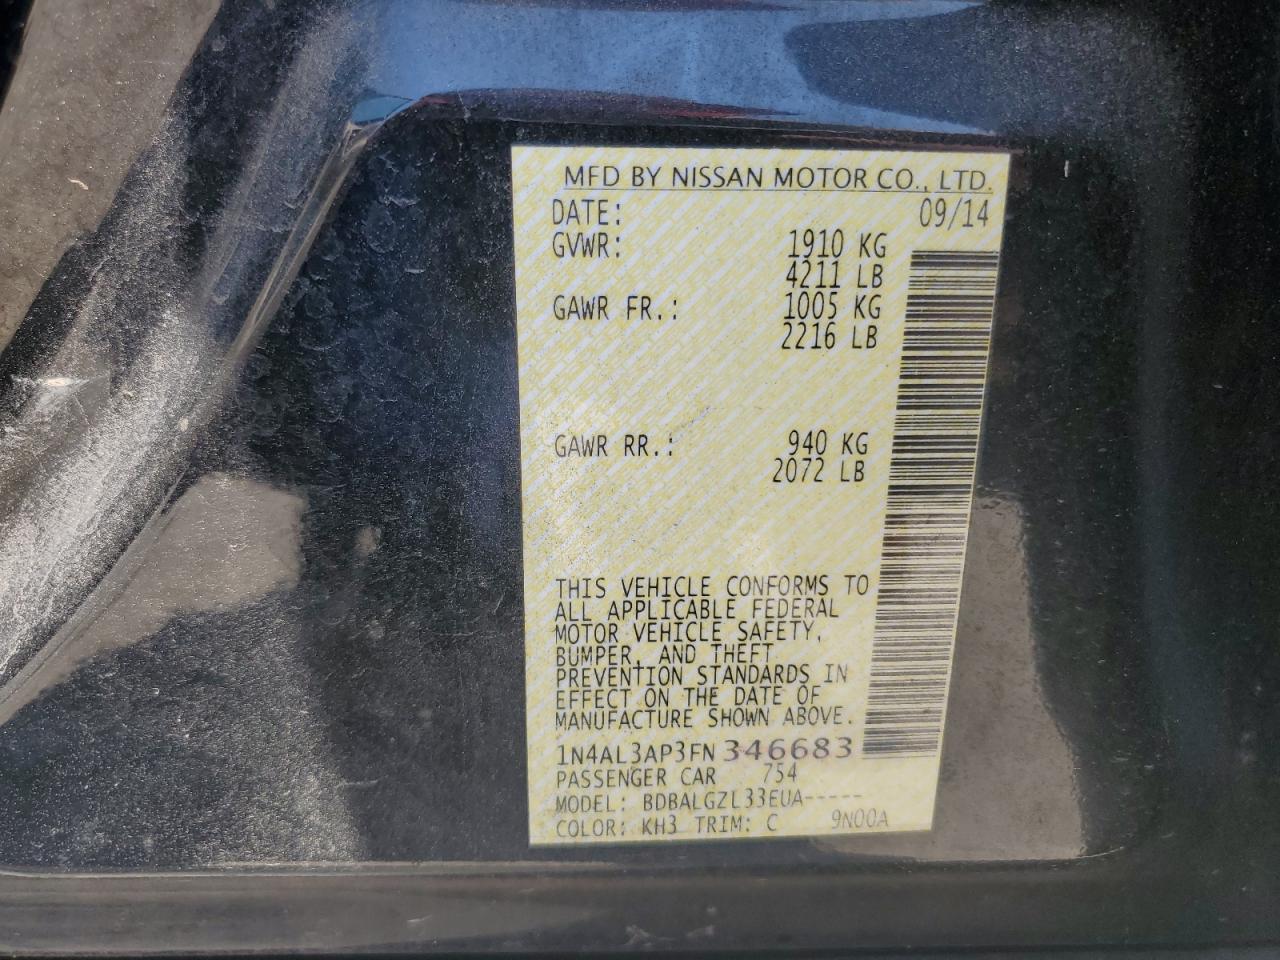 MFD BY NISSAN MOTOR CO., LTD.
DATE: 09/14
GVWR: 1910 KG
4211 LB
GAWR FR.: 1005 KG
2216 LB
GAWR RR.: 940 KG
2072 LB
THIS VEHICLE CONFORMS TO
ALL APPLICABLE FEDERAL
MOTOR VEHICLE SAFETY,
BUMPER, AND THEFT
PREVENTION STANDARDS IN
EFFECT ON THE DATE OF
MANUFACTURE SHOWN ABOVE.
1N4AL3AP3FN346683
PASSENGER CAR 754
MODEL: BDBALGZL33EUA-----
COLOR: KH3 TRIM: C 9N00A